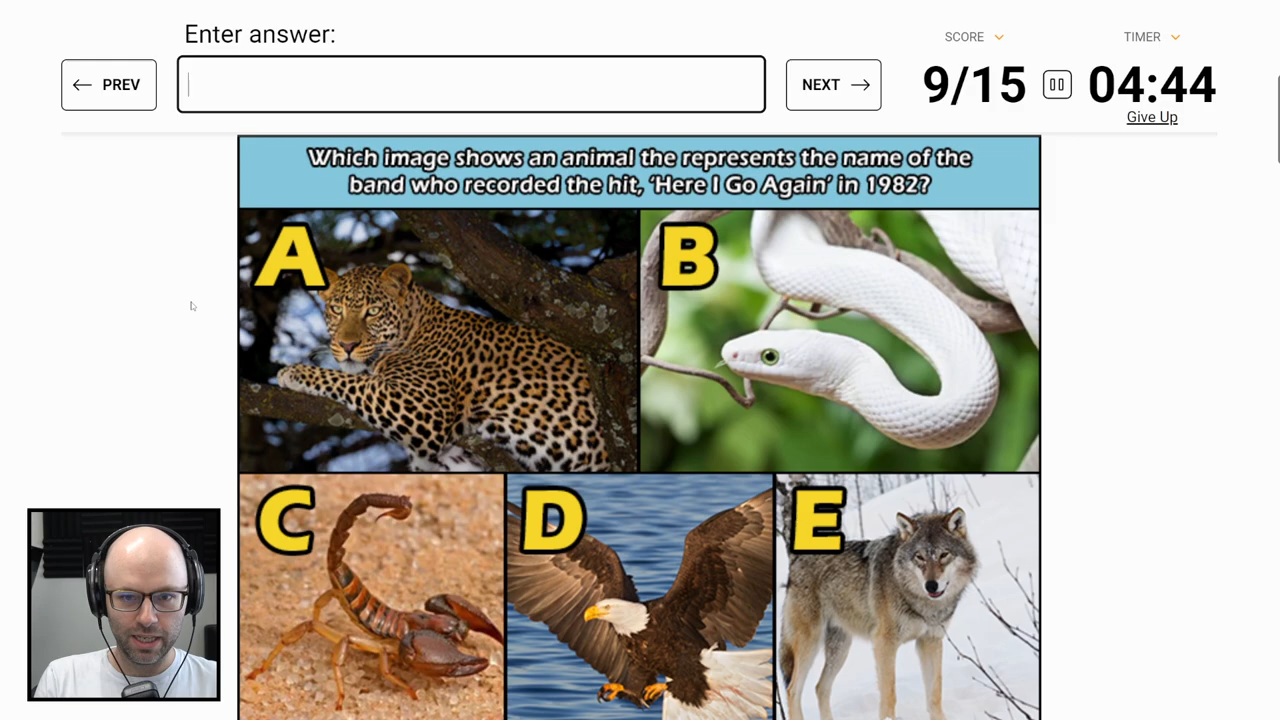 Enter answer:
SCORE
TIMER
PREV
NEXT
9/15
04:44
Give Up
Which image shows an animal the represents the name of the
band who recorded the hit, ‘Here I Go Again’ in 1982?
A
B
C
D
E